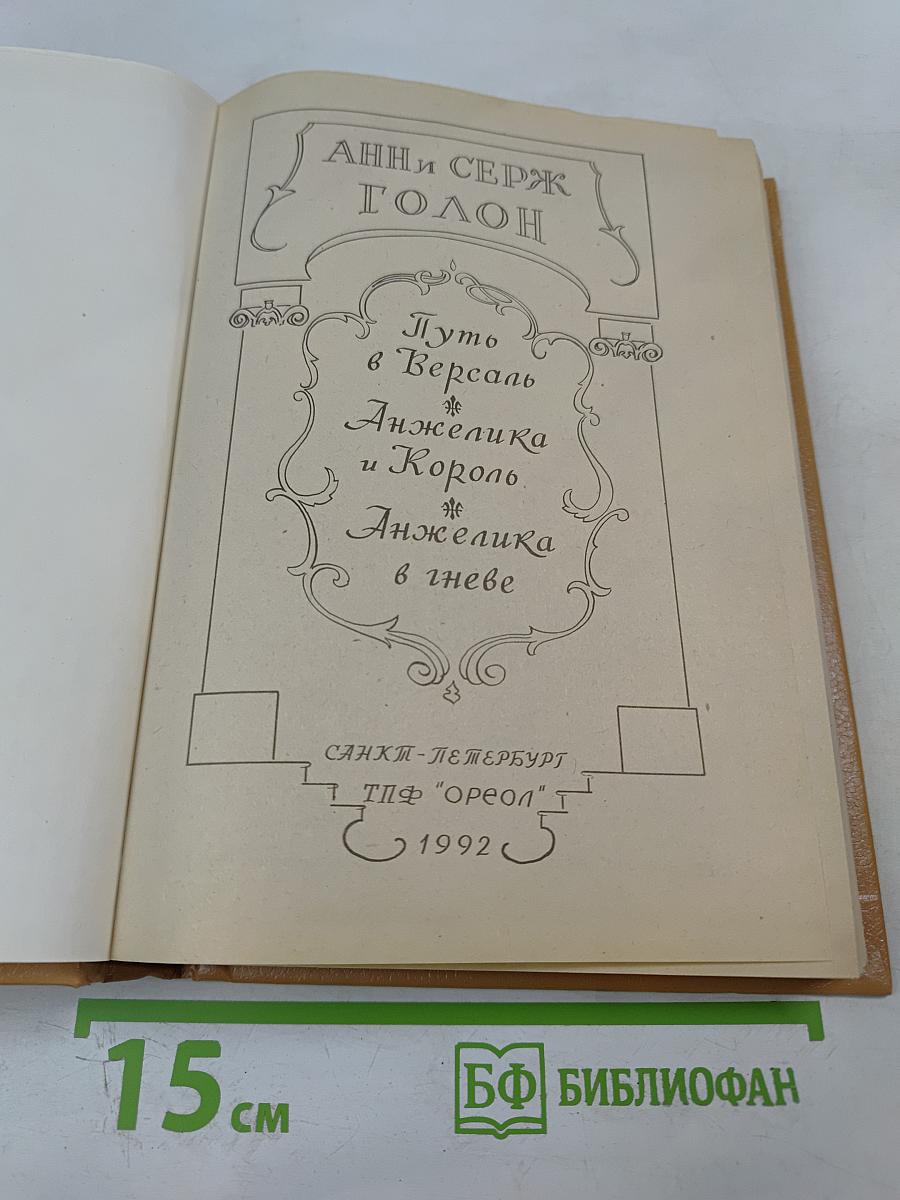 АНН и СЕРЖ
ГОЛОН
Путь
в Версаль
Анжелика
и Король
Анжелика
в гневе
САНКТ-ПЕТЕРБУРГ
ТПФ "ОРЕОЛ"
1992
15 см
БФ БИБЛИОФАН